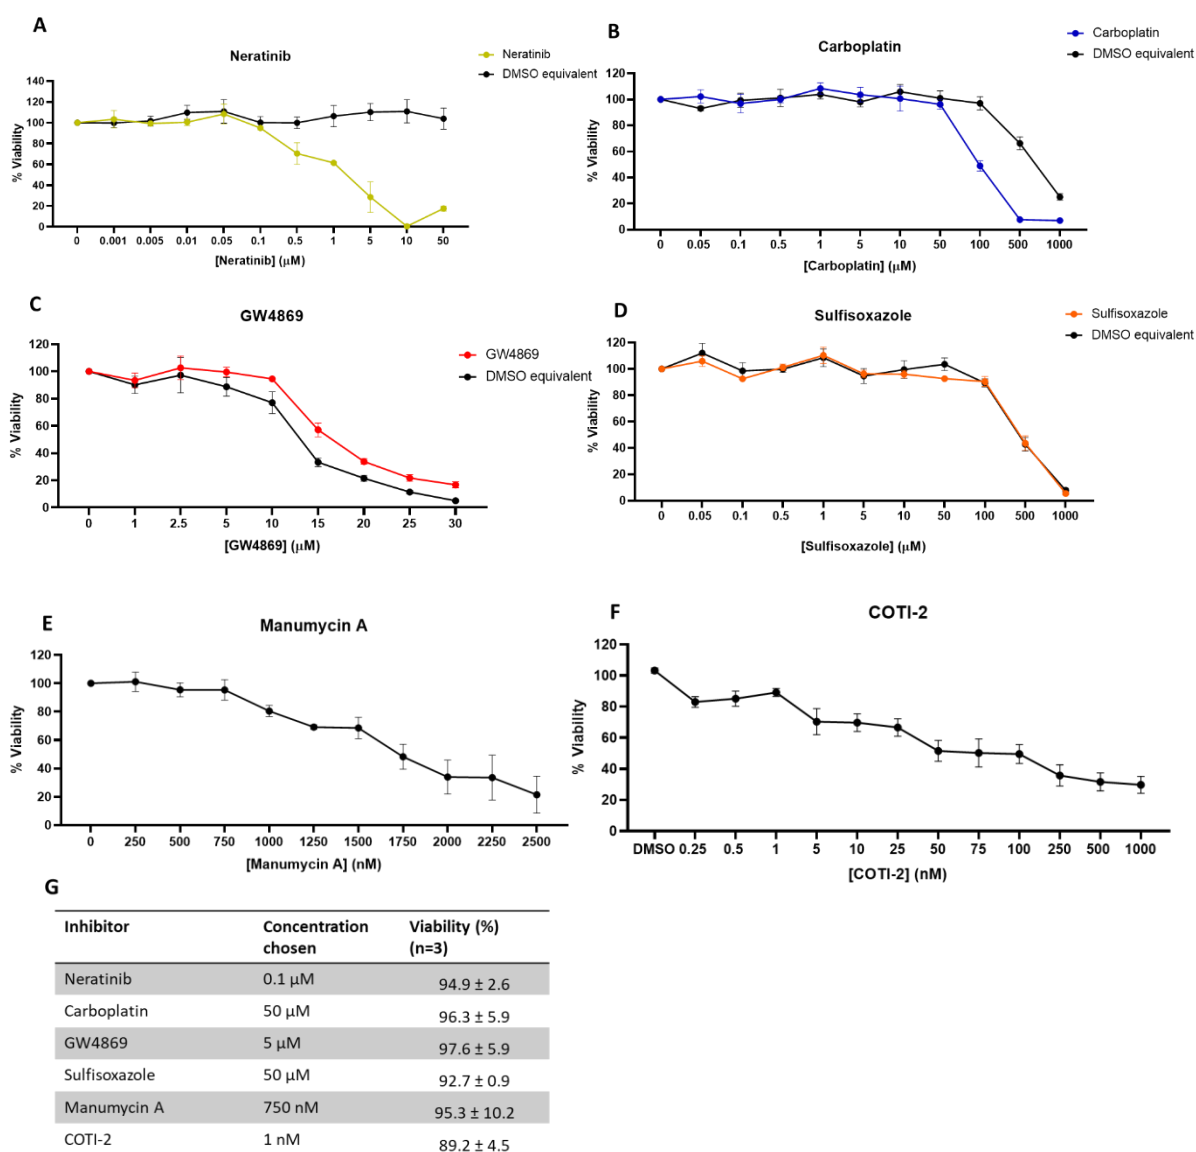 A
Neratinib
Neratinib
DMSO equivalent
% Viability
140
120
100
80
60
40
20
0
0 0.001 0.005 0.01 0.05 0.1 0.5 1 5 10 50
[Neratinib] (μM)
B
Carboplatin
Carboplatin
DMSO equivalent
% Viability
120
100
80
60
40
20
0
0 0.05 0.1 0.5 1 5 10 50 100 500 1000
[Carboplatin] (μM)
C
GW4869
GW4869
DMSO equivalent
% Viability
120
100
80
60
40
20
0
0 1 2.5 5 10 15 20 25 30
[GW4869] (μM)
D
Sulfisoxazole
Sulfisoxazole
DMSO equivalent
% Viability
120
100
80
60
40
20
0
0 0.05 0.1 0.5 1 5 10 50 100 500 1000
[Sulfisoxazole] (μM)
E
Manumycin A
% Viability
120
100
80
60
40
20
0
0 250 500 750 1000 1250 1500 1750 2000 2250 2500
[Manumycin A] (nM)
F
COTI-2
% Viability
120
100
80
60
40
20
0
DMSO 0.25 0.5 1 5 10 25 50 75 100 250 500 1000
[COTI-2] (nM)
G
Inhibitor Concentration Viability (%)
chosen (n=3)
Neratinib 0.1 μM 94.9 ± 2.6
Carboplatin 50 μM 96.3 ± 5.9
GW4869 5 μM 97.6 ± 5.9
Sulfisoxazole 50 μM 92.7 ± 0.9
Manumycin A 750 nM 95.3 ± 10.2
COTI-2 1 nM 89.2 ± 4.5